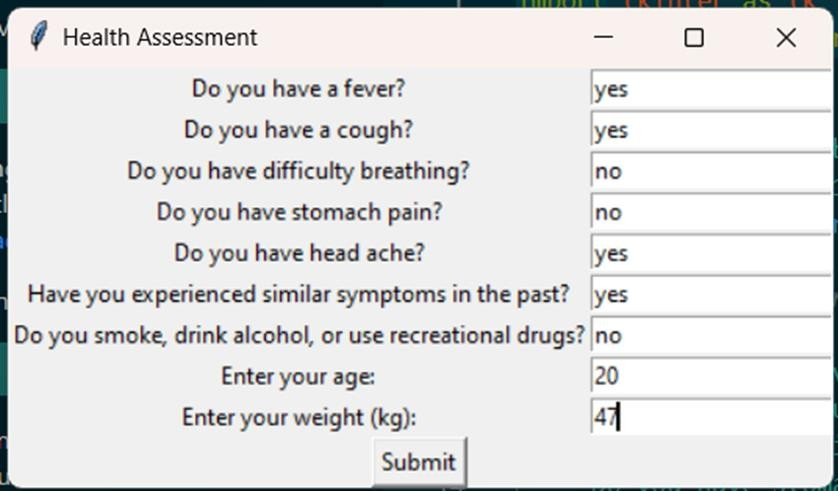 Health Assessment
Do you have a fever? yes
Do you have a cough? yes
Do you have difficulty breathing? no
Do you have stomach pain? no
Do you have head ache? yes
Have you experienced similar symptoms in the past? yes
Do you smoke, drink alcohol, or use recreational drugs? no
Enter your age: 20
Enter your weight (kg): 47
Submit